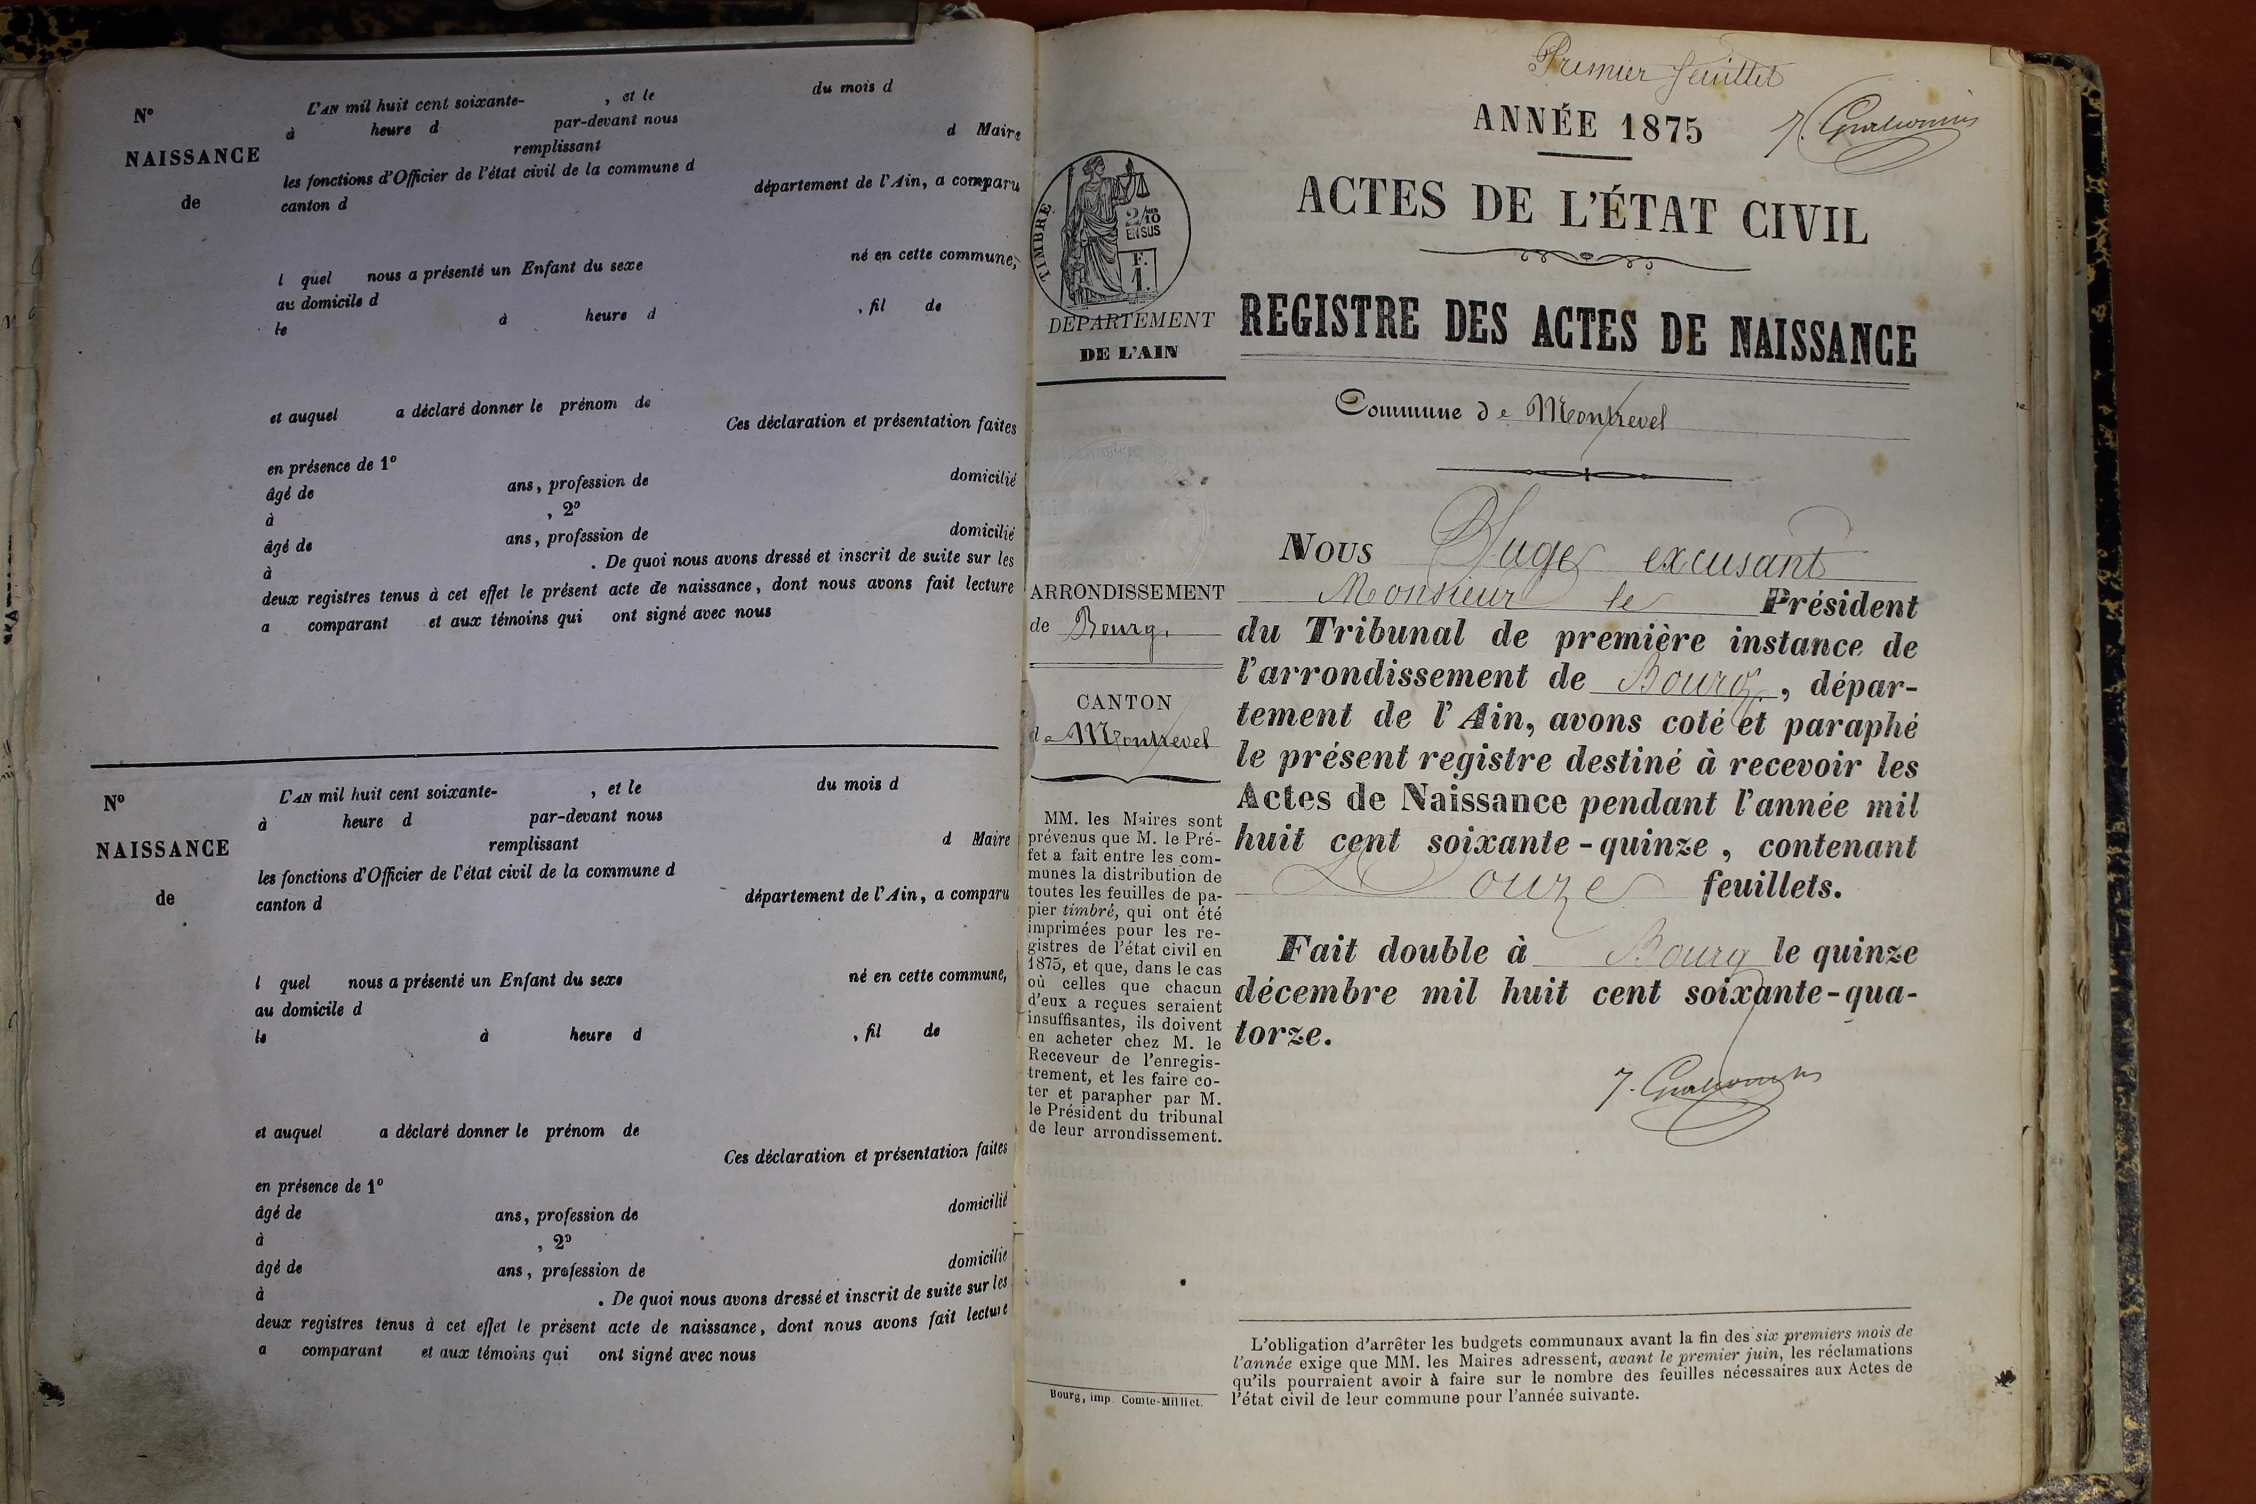 Nº
NAISSANCE
de
L'AN mil huit cent soixante- , et le du mois d
à heure d par-devant nous
remplissant d Maire
les fonctions d'Officier de l'état civil de la commune d
canton d département de l'Ain, a comparu
l quel nous a présenté un Enfant du sexe né en cette commune,
au domicile d
le à heure d , fil de
et auquel a déclaré donner le prénom de
Ces déclaration et présentation faites
en présence de 1º
âgé de ans, profession de domicilié
à , 2º
âgé de ans, profession de domicilié
à . De quoi nous avons dressé et inscrit de suite sur les
deux registres tenus à cet effet le présent acte de naissance, dont nous avons fait lecture
a comparant et aux témoins qui ont signé avec nous
Nº
NAISSANCE
de
L'AN mil huit cent soixante- , et le du mois d
à heure d par-devant nous
remplissant d Maire
les fonctions d'Officier de l'état civil de la commune d
canton d département de l'Ain, a comparu
l quel nous a présenté un Enfant du sexe né en cette commune,
au domicile d
le à heure d , fil de
et auquel a déclaré donner le prénom de
Ces déclaration et présentation faites
en présence de 1º
âgé de ans, profession de domicilié
à , 2º
âgé de ans, profession de domicilié
à . De quoi nous avons dressé et inscrit de suite sur les
deux registres tenus à cet effet le présent acte de naissance, dont nous avons fait lecture
a comparant et aux témoins qui ont signé avec nous
Premier feuillet
ANNÉE 1875
ACTES DE L'ÉTAT CIVIL
REGISTRE DES ACTES DE NAISSANCE
Commune de Montrevel
TIMBRE
2/10
EN SUS
F.
1.
DÉPARTEMENT
DE L'AIN
ARRONDISSEMENT
de Bourg.
CANTON
de Montrevel
MM. les Maires sont
prévenus que M. le Pré-
fet a fait entre les com-
munes la distribution de
toutes les feuilles de pa-
pier timbré, qui ont été
imprimées pour les re-
gistres de l'état civil en
1875, et que, dans le cas
où celles que chacun
d'eux a reçues seraient
insuffisantes, ils doivent
en acheter chez M. le
Receveur de l'enregis-
trement, et les faire co-
ter et parapher par M.
le Président du tribunal
de leur arrondissement.
Bourg, imp. Comte-Milliet.
NOUS Juge excusant
Monsieur le Président
du Tribunal de première instance de
l'arrondissement de Bourg, dépar-
tement de l'Ain, avons coté et paraphé
le présent registre destiné à recevoir les
Actes de Naissance pendant l'année mil
huit cent soixante-quinze, contenant
Douze feuillets.
Fait double à Bourg le quinze
décembre mil huit cent soixante-qua-
torze.
L'obligation d'arrêter les budgets communaux avant la fin des six premiers mois de
l'année exige que MM. les Maires adressent, avant le premier juin, les réclamations
qu'ils pourraient avoir à faire sur le nombre des feuilles nécessaires aux Actes de
l'état civil de leur commune pour l'année suivante.